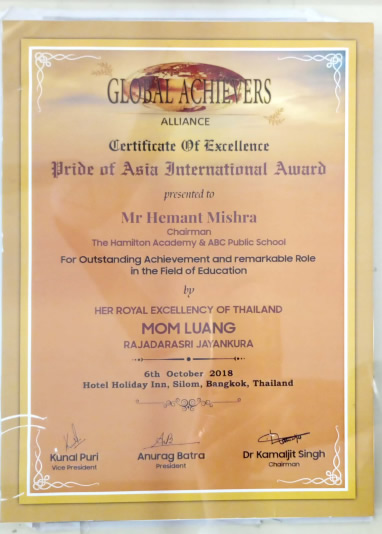 GLOBAL ACHIEVERS
ALLIANCE
Certificate Of Excellence
Pride of Asia International Award
presented to
Mr Hemant Mishra
Chairman
The Hamilton Academy & ABC Public School
For Outstanding Achievement and remarkable Role
in the Field of Education
by
HER ROYAL EXCELLENCY OF THAILAND
MOM LUANG
RAJADARASRI JAYANKURA
6th October 2018
Hotel Holiday Inn, Silom, Bangkok, Thailand
Kunal Puri
Vice President
Anurag Batra
President
Dr Kamaljit Singh
Chairman